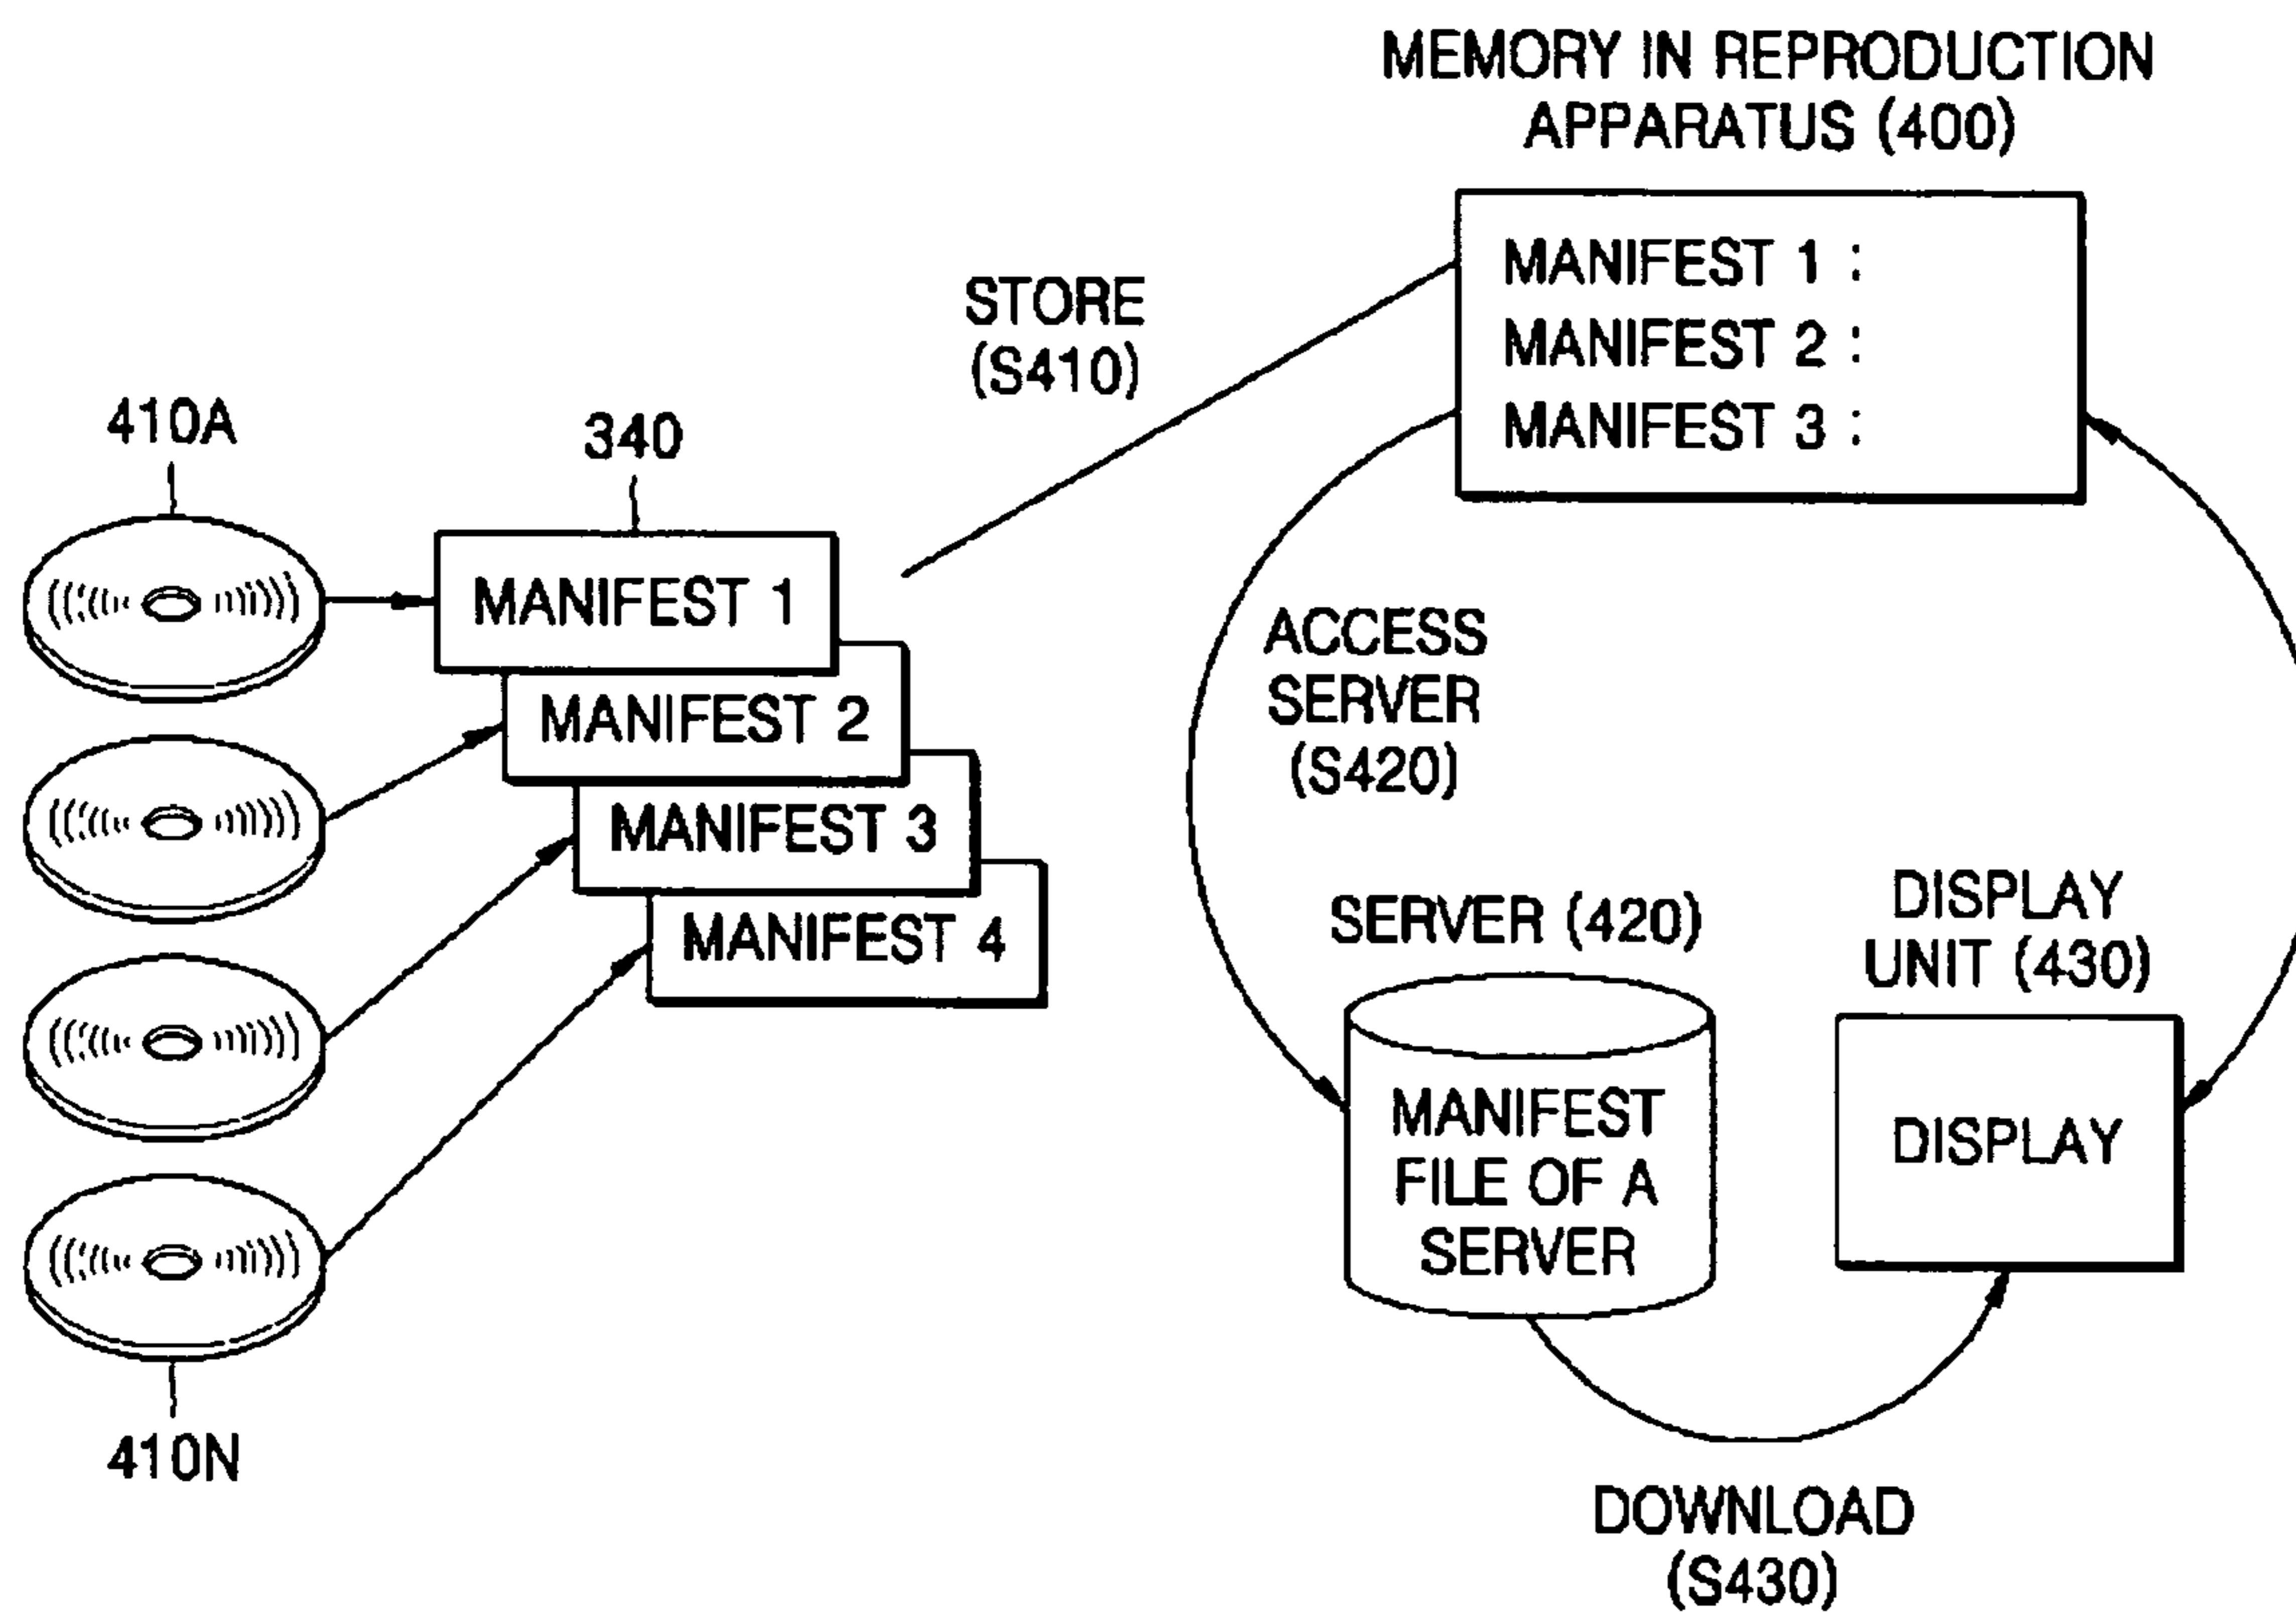 MEMORY IN REPRODUCTION
APPARATUS (400)
MANIFEST 1 :
MANIFEST 2 :
MANIFEST 3 :
STORE
(S410)
410A
340
MANIFEST 1
MANIFEST 2
MANIFEST 3
MANIFEST 4
410N
ACCESS
SERVER
(S420)
SERVER (420)
MANIFEST
FILE OF A
SERVER
DISPLAY
UNIT (430)
DISPLAY
DOWNLOAD
(S430)